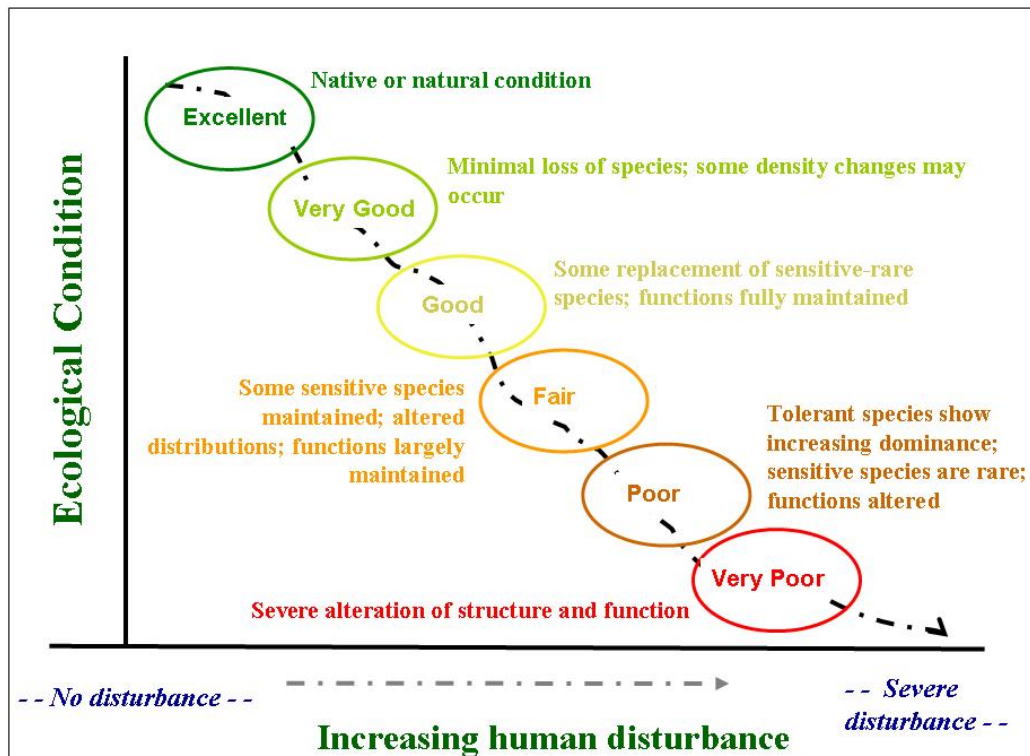 Native or natural condition
Excellent
Minimal loss of species; some density changes may
occur
Very Good
Some replacement of sensitive-rare
species; functions fully maintained
Good
Ecological Condition
Some sensitive species
maintained; altered
distributions; functions largely
maintained
Fair
Tolerant species show
increasing dominance;
sensitive species are rare;
functions altered
Poor
Very Poor
Severe alteration of structure and function
- - No disturbance - -
- - Severe
disturbance - -
Increasing human disturbance